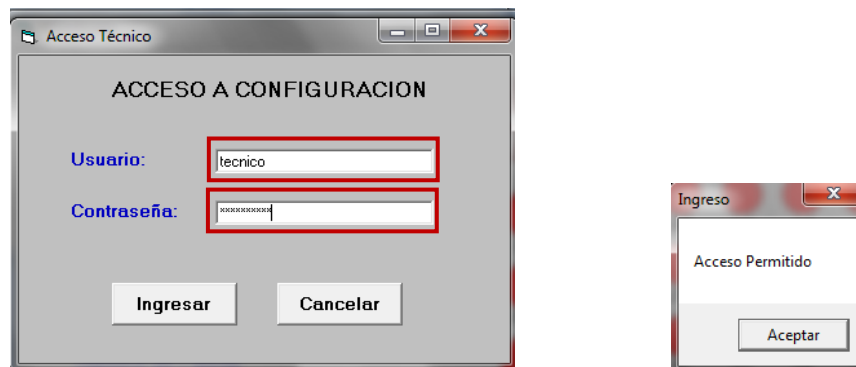 Acceso Técnico
ACCESO A CONFIGURACION
Usuario:
tecnico
Contraseña:
**********
Ingresar Cancelar
Ingreso
Acceso Permitido
Aceptar